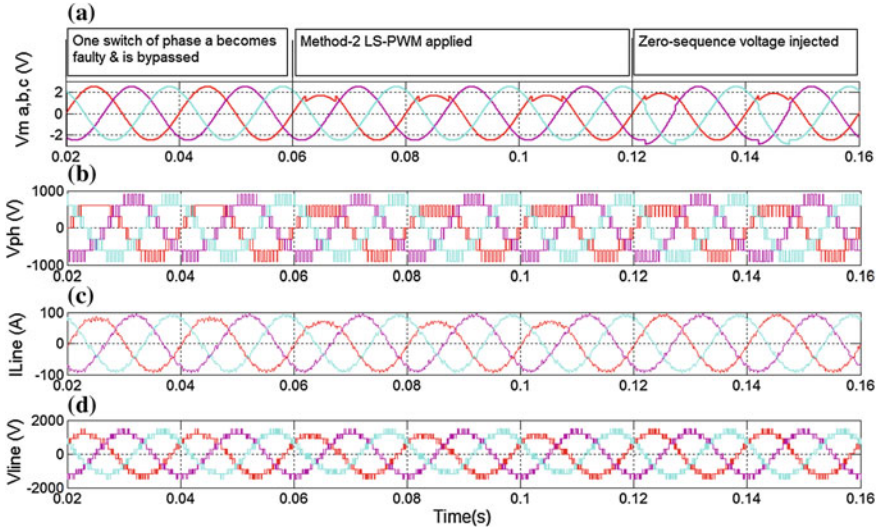 (a)
One switch of phase a becomes
faulty & is bypassed
Method-2 LS-PWM applied
Zero-sequence voltage injected
Vm a,b,c (V)
2
0
-2
0.02 0.04 0.06 0.08 0.1 0.12 0.14 0.16
(b)
Vph (V)
1000
0
-1000
0.02 0.04 0.06 0.08 0.1 0.12 0.14 0.16
(c)
ILine (A)
100
0
-100
0.02 0.04 0.06 0.08 0.1 0.12 0.14 0.16
(d)
Vline (V)
2000
0
-2000
0.02 0.04 0.06 0.08 0.1 0.12 0.14 0.16
Time(s)